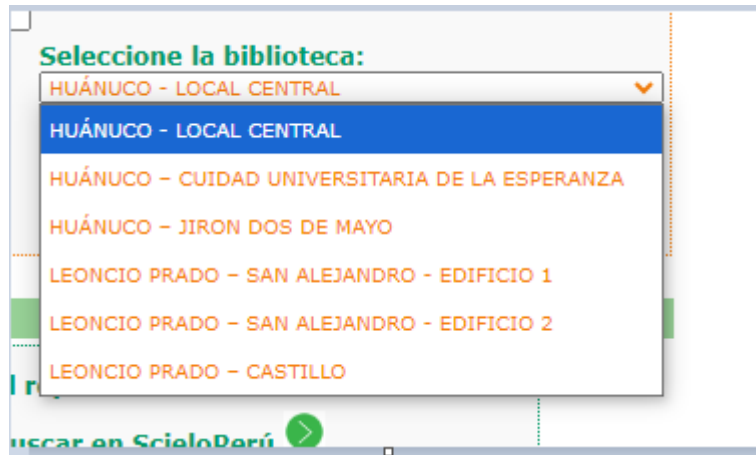 Seleccione la biblioteca:
HUÁNUCO - LOCAL CENTRAL
HUÁNUCO - LOCAL CENTRAL
HUÁNUCO – CUIDAD UNIVERSITARIA DE LA ESPERANZA
HUÁNUCO – JIRON DOS DE MAYO
LEONCIO PRADO – SAN ALEJANDRO - EDIFICIO 1
LEONCIO PRADO – SAN ALEJANDRO - EDIFICIO 2
LEONCIO PRADO – CASTILLO
en ScieloPerú